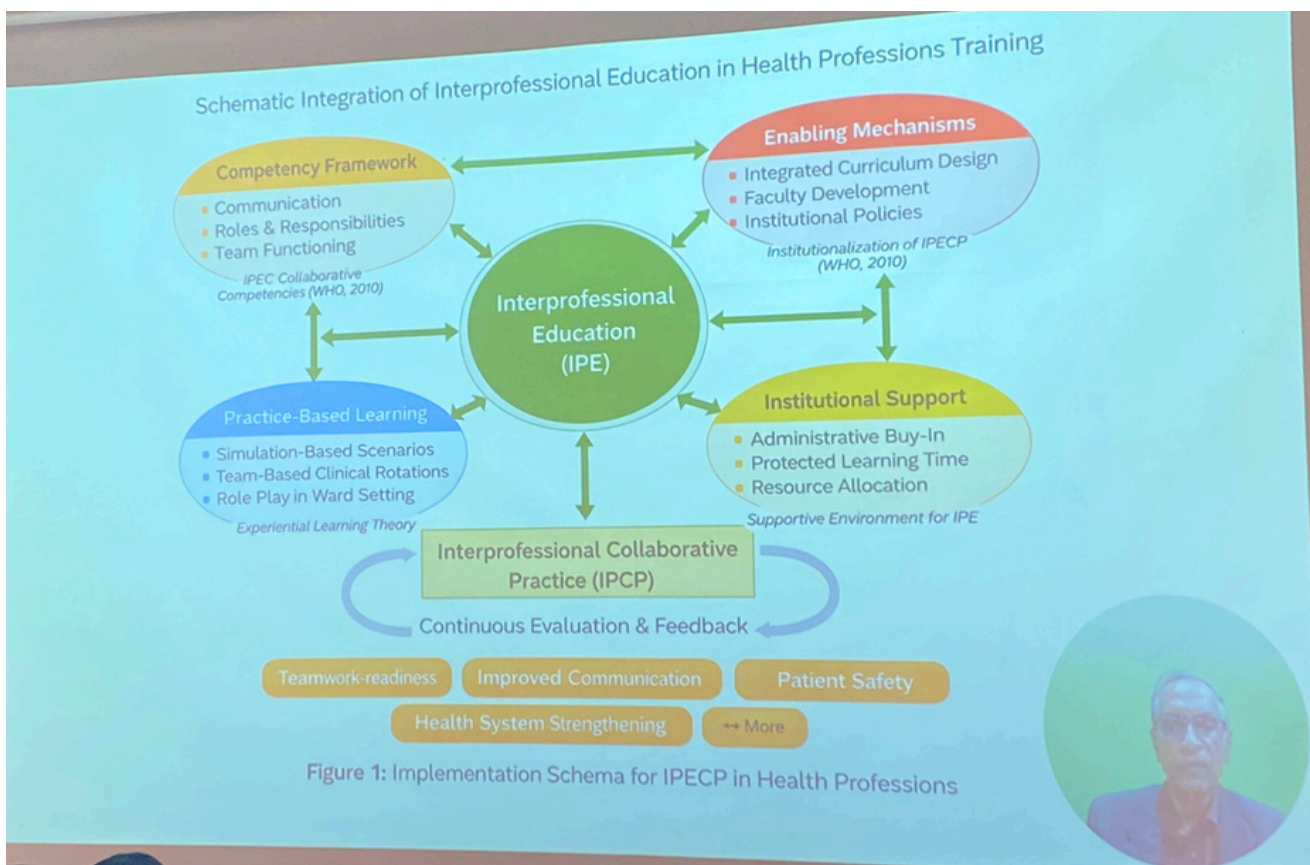 Schematic Integration of Interprofessional Education in Health Professions Training
Competency Framework
Communication
Roles & Responsibilities
Team Functioning
IPEC Collaborative
Competencies (WHO, 2010)
Enabling Mechanisms
Integrated Curriculum Design
Faculty Development
Institutional Policies
Institutionalization of IPECP
(WHO, 2010)
Interprofessional
Education
(IPE)
Practice-Based Learning
Simulation-Based Scenarios
Team-Based Clinical Rotations
Role Play in Ward Setting
Experiential Learning Theory
Institutional Support
Administrative Buy-In
Protected Learning Time
Resource Allocation
Supportive Environment for IPE
Interprofessional Collaborative
Practice (IPCP)
Continuous Evaluation & Feedback
Teamwork-readiness
Improved Communication
Patient Safety
Health System Strengthening
↔ More
Figure 1: Implementation Schema for IPECP in Health Professions